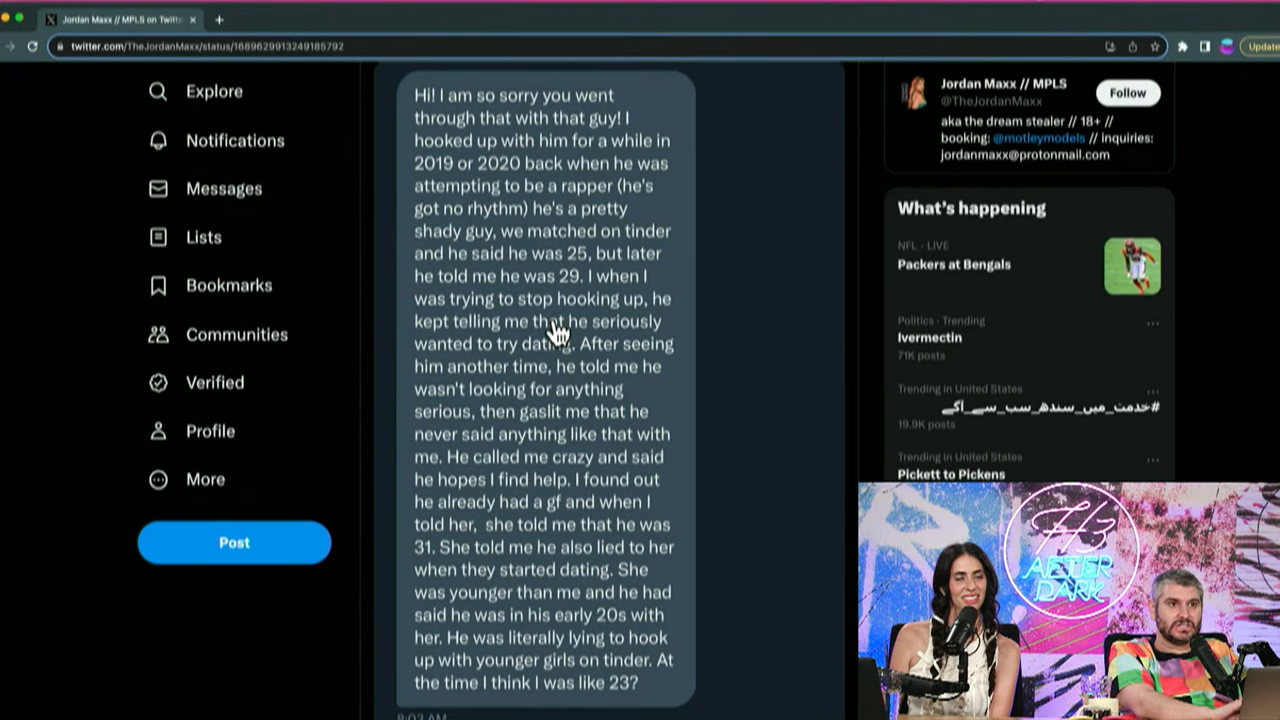 Jordan Maxx // MPLS on Twitt
twitter.com/TheJordanMaxx/status/1689629913249185792
Update
Explore
Notifications
Messages
Lists
Bookmarks
Communities
Verified
Profile
More
Post
Hi! I am so sorry you went
through that with that guy! I
hooked up with him for a while in
2019 or 2020 back when he was
attempting to be a rapper (he's
got no rhythm) he's a pretty
shady guy, we matched on tinder
and he said he was 25, but later
he told me he was 29. I when I
was trying to stop hooking up, he
kept telling me that he seriously
wanted to try dating. After seeing
him another time, he told me he
wasn't looking for anything
serious, then gaslit me that he
never said anything like that with
me. He called me crazy and said
he hopes I find help. I found out
he already had a gf and when I
told her, she told me that he was
31. She told me he also lied to her
when they started dating. She
was younger than me and he had
said he was in his early 20s with
her. He was literally lying to hook
up with younger girls on tinder. At
the time I think I was like 23?
8:03 AM
Jordan Maxx // MPLS
@TheJordanMaxx
Follow
aka the dream stealer // 18+ //
booking: @motleymodels // inquiries:
jordanmaxx@protonmail.com
What's happening
NFL · LIVE
Packers at Bengals
Politics · Trending
Ivermectin
71K posts
Trending in United States
#خدمت_میں_سندھ_سب_سے_آگے
19.9K posts
Trending in United States
Pickett to Pickens
H3
AFTER
DARK